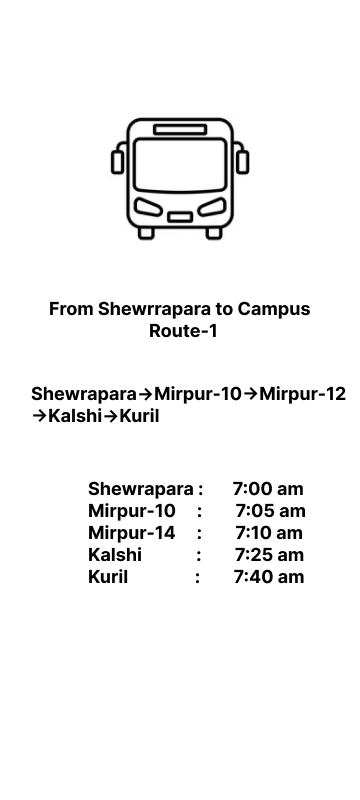 From Shewrrapara to Campus
Route-1
Shewrapara→Mirpur-10→Mirpur-12
→Kalshi→Kuril
Shewrapara : 7:00 am
Mirpur-10 : 7:05 am
Mirpur-14 : 7:10 am
Kalshi : 7:25 am
Kuril : 7:40 am